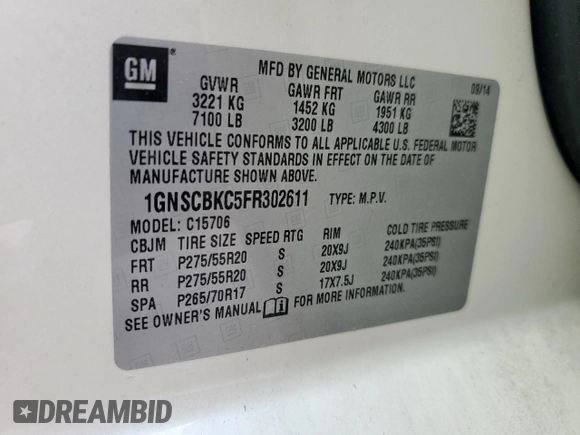 GM ®
MFD BY GENERAL MOTORS LLC 09/14
GVWR GAWR FRT GAWR RR
3221 KG 1452 KG 1951 KG
7100 LB 3200 LB 4300 LB
THIS VEHICLE CONFORMS TO ALL APPLICABLE U.S. FEDERAL MOTOR
VEHICLE SAFETY STANDARDS IN EFFECT ON THE DATE OF
MANUFACTURE SHOWN ABOVE.
1GNSCBKC5FR302611 TYPE: M.P.V.
MODEL: C15706
CBJM TIRE SIZE SPEED RTG RIM COLD TIRE PRESSURE
FRT P275/55R20 S 20X9J 240KPA(35PSI)
RR P275/55R20 S 20X9J 240KPA(35PSI)
SPA P265/70R17 S 17X7.5J 240KPA(35PSI)
SEE OWNER'S MANUAL FOR MORE INFORMATION.
DREAMBID